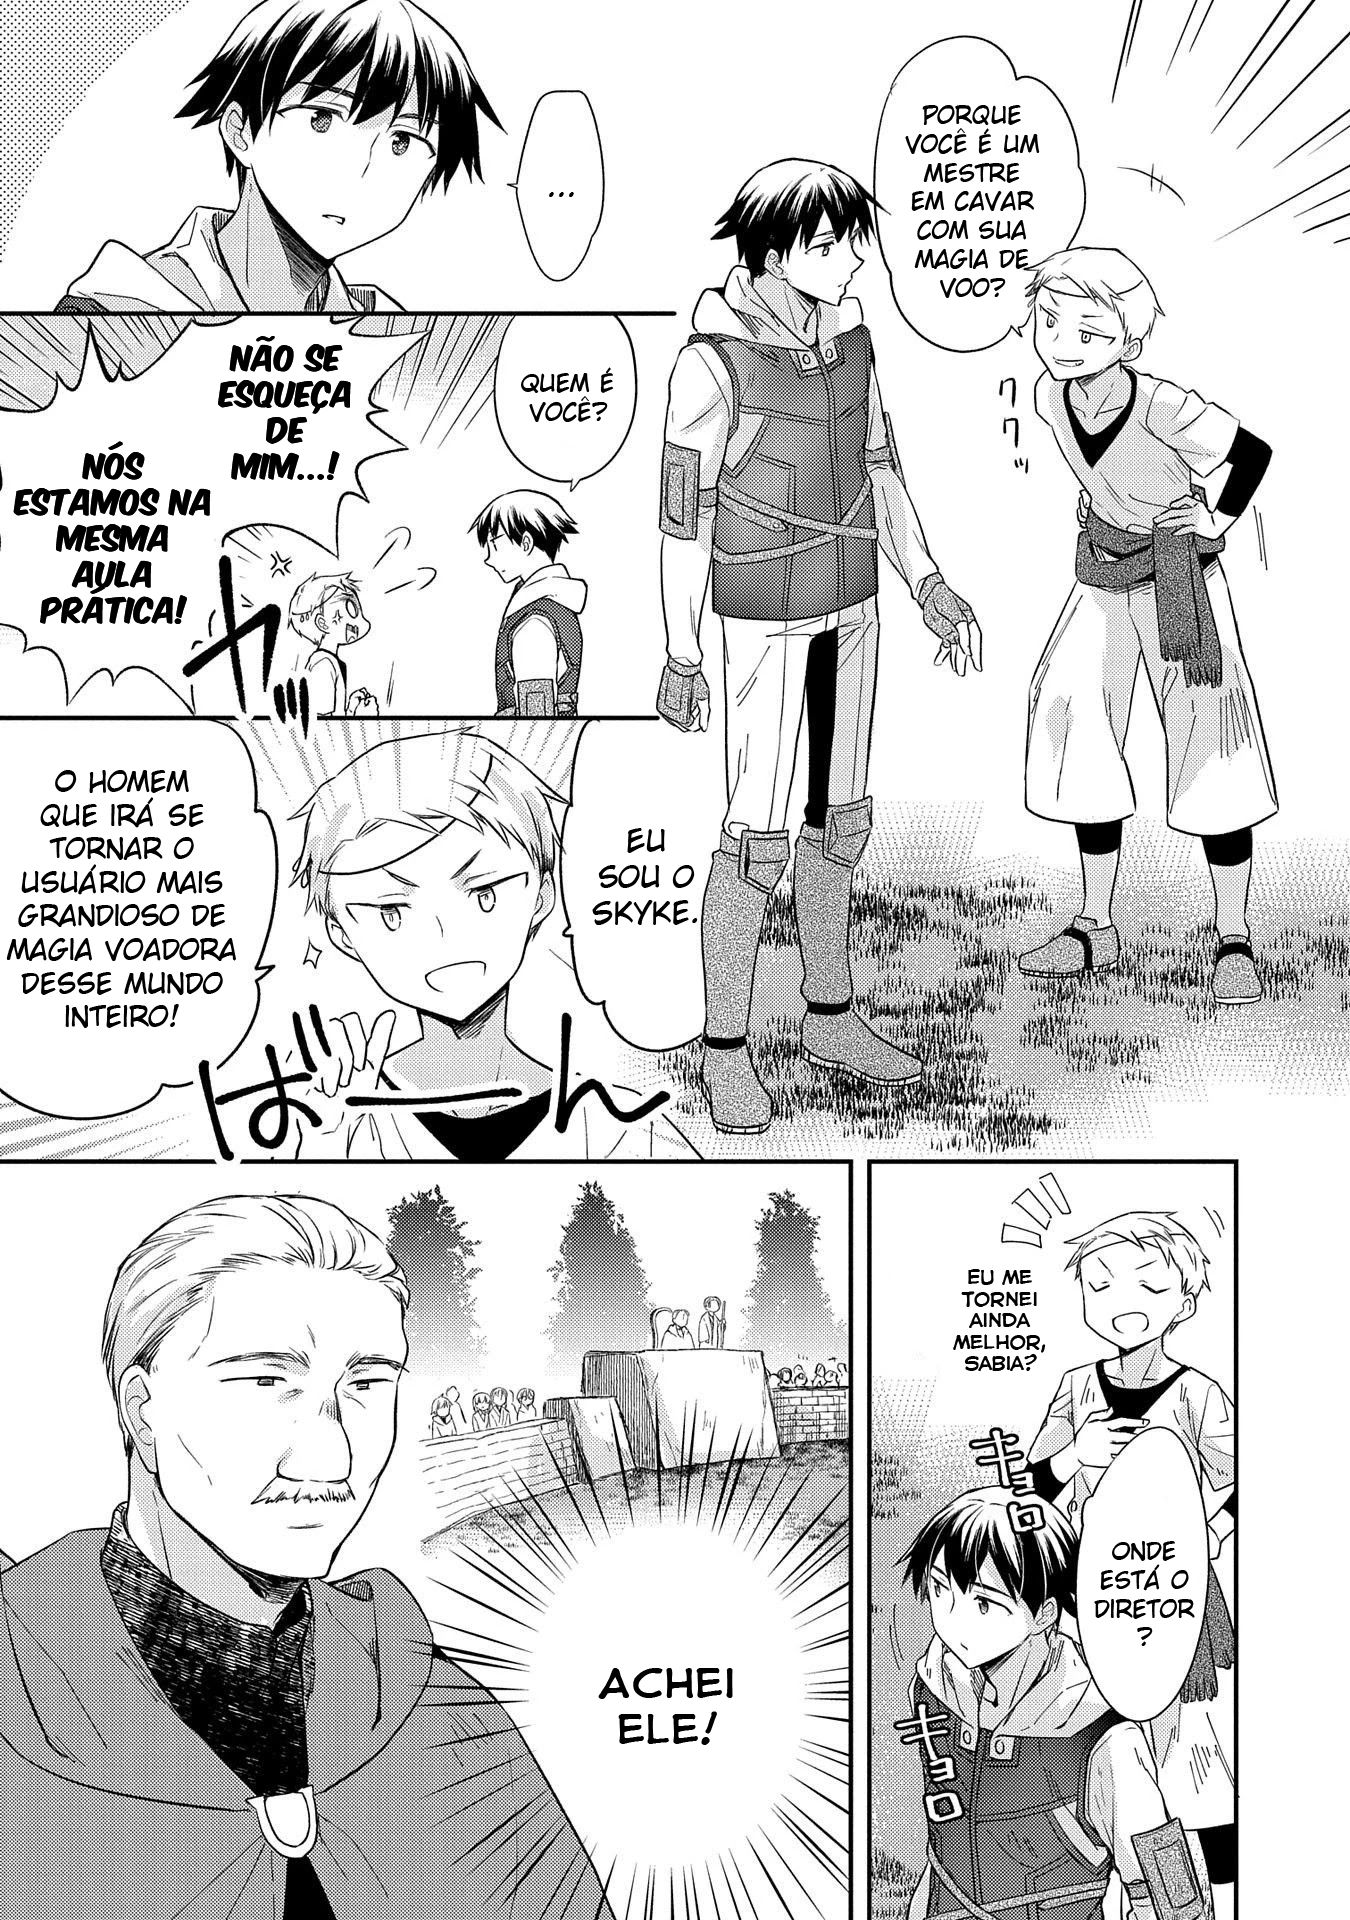 PORQUE
VOCÊ É UM
MESTRE
EM CAVAR
COM SUA
MAGIA DE
VOO?
ククッ
...
QUEM É
VOCÊ?
NÃO SE
ESQUEÇA
DE
MIM...!
NÓS
ESTAMOS NA
MESMA
AULA
PRÁTICA!
ヤッ
EU
SOU O
SKYKE.
O HOMEM
QUE IRÁ SE
TORNAR O
USUÁRIO MAIS
GRANDIOSO DE
MAGIA VOADORA
DESSE MUNDO
INTEIRO!
ばーん
EU ME
TORNEI
AINDA
MELHOR,
SABIA?
キョロ
ONDE
ESTÁ O
DIRETOR
?
キョロ
ACHEI
ELE!